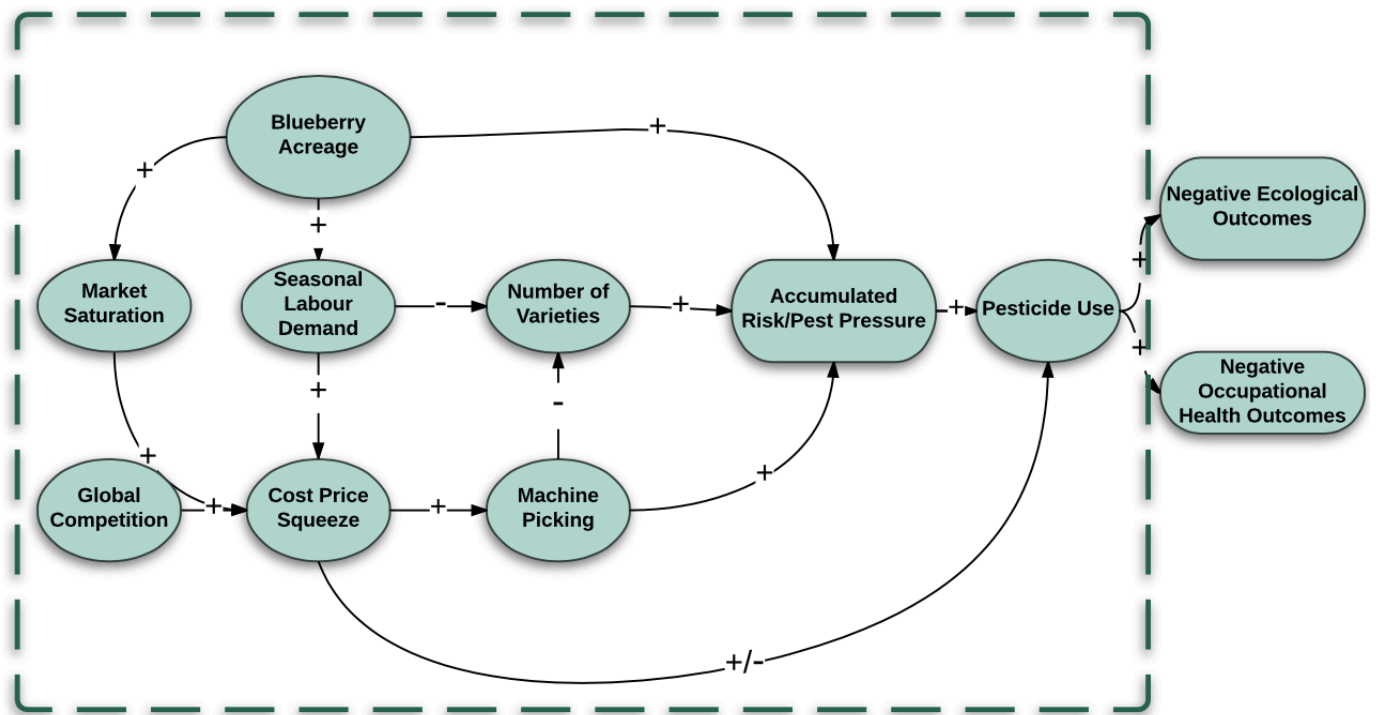 Blueberry
Acreage
+
+
+
Negative Ecological
Outcomes
+
Market
Saturation
Seasonal
Labour
Demand
-
Number of
Varieties
+
Accumulated
Risk/Pest Pressure
+
Pesticide Use
+
Negative
Occupational
Health Outcomes
+
-
+
+
Global
Competition
+
Cost Price
Squeeze
+
Machine
Picking
+/-